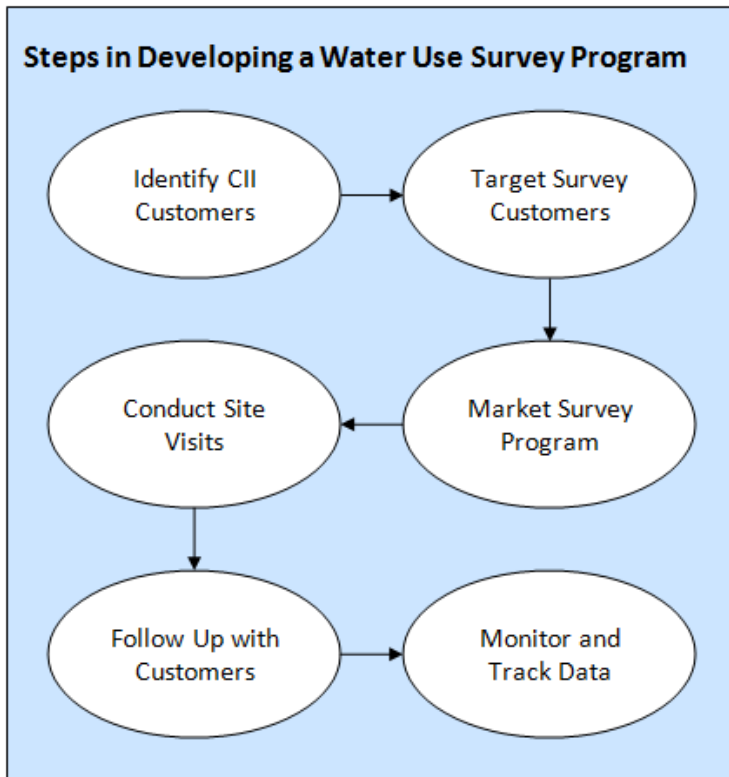 Steps in Developing a Water Use Survey Program
Identify CII
Customers
Target Survey
Customers
Market Survey
Program
Conduct Site
Visits
Follow Up with
Customers
Monitor and
Track Data